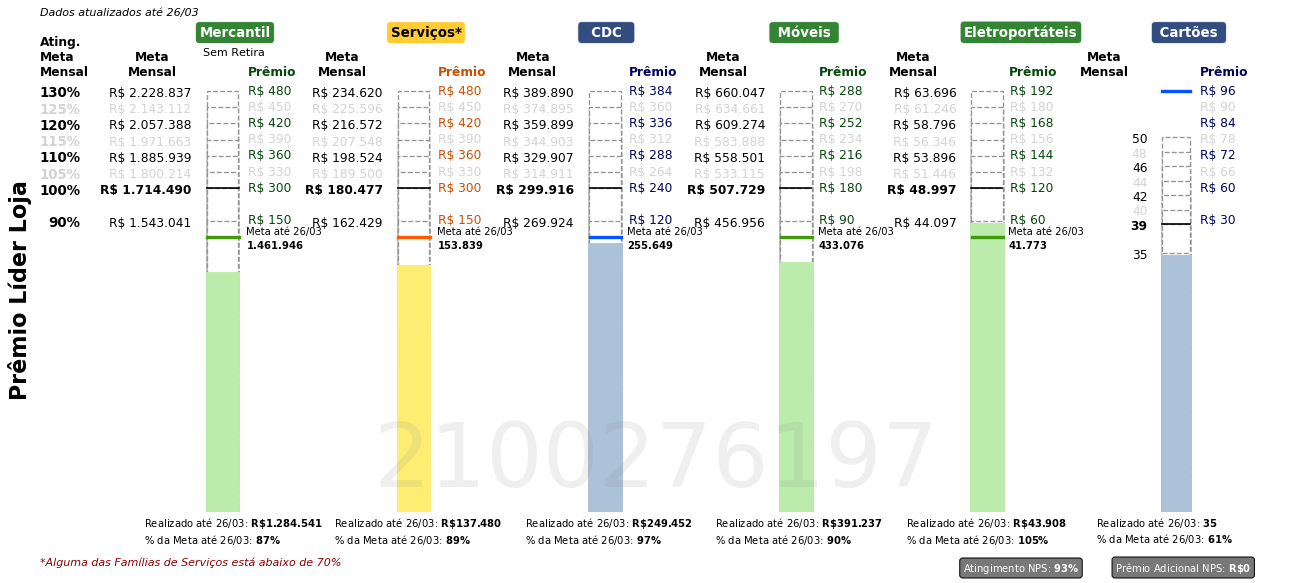 Dados atualizados até 26/03
Mercantil Serviços* CDC Móveis Eletroportáteis Cartões
Sem Retira
Ating. Meta Mensal Meta Mensal Prêmio Meta Mensal Prêmio Meta Mensal Prêmio Meta Mensal Prêmio Meta Mensal Prêmio Meta Mensal Prêmio
130% R$ 2.228.837 R$ 480 R$ 234.620 R$ 480 R$ 389.890 R$ 384 R$ 660.047 R$ 288 R$ 63.696 R$ 192 R$ 96
125% R$ 2.143.112 R$ 450 R$ 225.596 R$ 450 R$ 374.895 R$ 360 R$ 634.661 R$ 270 R$ 61.246 R$ 180 R$ 90
120% R$ 2.057.388 R$ 420 R$ 216.572 R$ 420 R$ 359.899 R$ 336 R$ 609.274 R$ 252 R$ 58.796 R$ 168 R$ 84
115% R$ 1.971.663 R$ 390 R$ 207.548 R$ 390 R$ 344.903 R$ 312 R$ 583.888 R$ 234 R$ 56.346 R$ 156 50 R$ 78
110% R$ 1.885.939 R$ 360 R$ 198.524 R$ 360 R$ 329.907 R$ 288 R$ 558.501 R$ 216 R$ 53.896 R$ 144 48 R$ 72
105% R$ 1.800.214 R$ 330 R$ 189.500 R$ 330 R$ 314.911 R$ 264 R$ 533.115 R$ 198 R$ 51.446 R$ 132 46 R$ 66
100% R$ 1.714.490 R$ 300 R$ 180.477 R$ 300 R$ 299.916 R$ 240 R$ 507.729 R$ 180 R$ 48.997 R$ 120 44 R$ 60
42
40
90% R$ 1.543.041 R$ 150 R$ 162.429 R$ 150 R$ 269.924 R$ 120 R$ 456.956 R$ 90 R$ 44.097 R$ 60 39 R$ 30
Meta até 26/03 Meta até 26/03 Meta até 26/03 Meta até 26/03 Meta até 26/03
1.461.946 153.839 255.649 433.076 41.773
35
Prêmio Líder Loja
2100276197
Realizado até 26/03: R$1.284.541 Realizado até 26/03: R$137.480 Realizado até 26/03: R$249.452 Realizado até 26/03: R$391.237 Realizado até 26/03: R$43.908 Realizado até 26/03: 35
% da Meta até 26/03: 87% % da Meta até 26/03: 89% % da Meta até 26/03: 97% % da Meta até 26/03: 90% % da Meta até 26/03: 105% % da Meta até 26/03: 61%
*Alguma das Famílias de Serviços está abaixo de 70%
Atingimento NPS: 93% Prêmio Adicional NPS: R$0